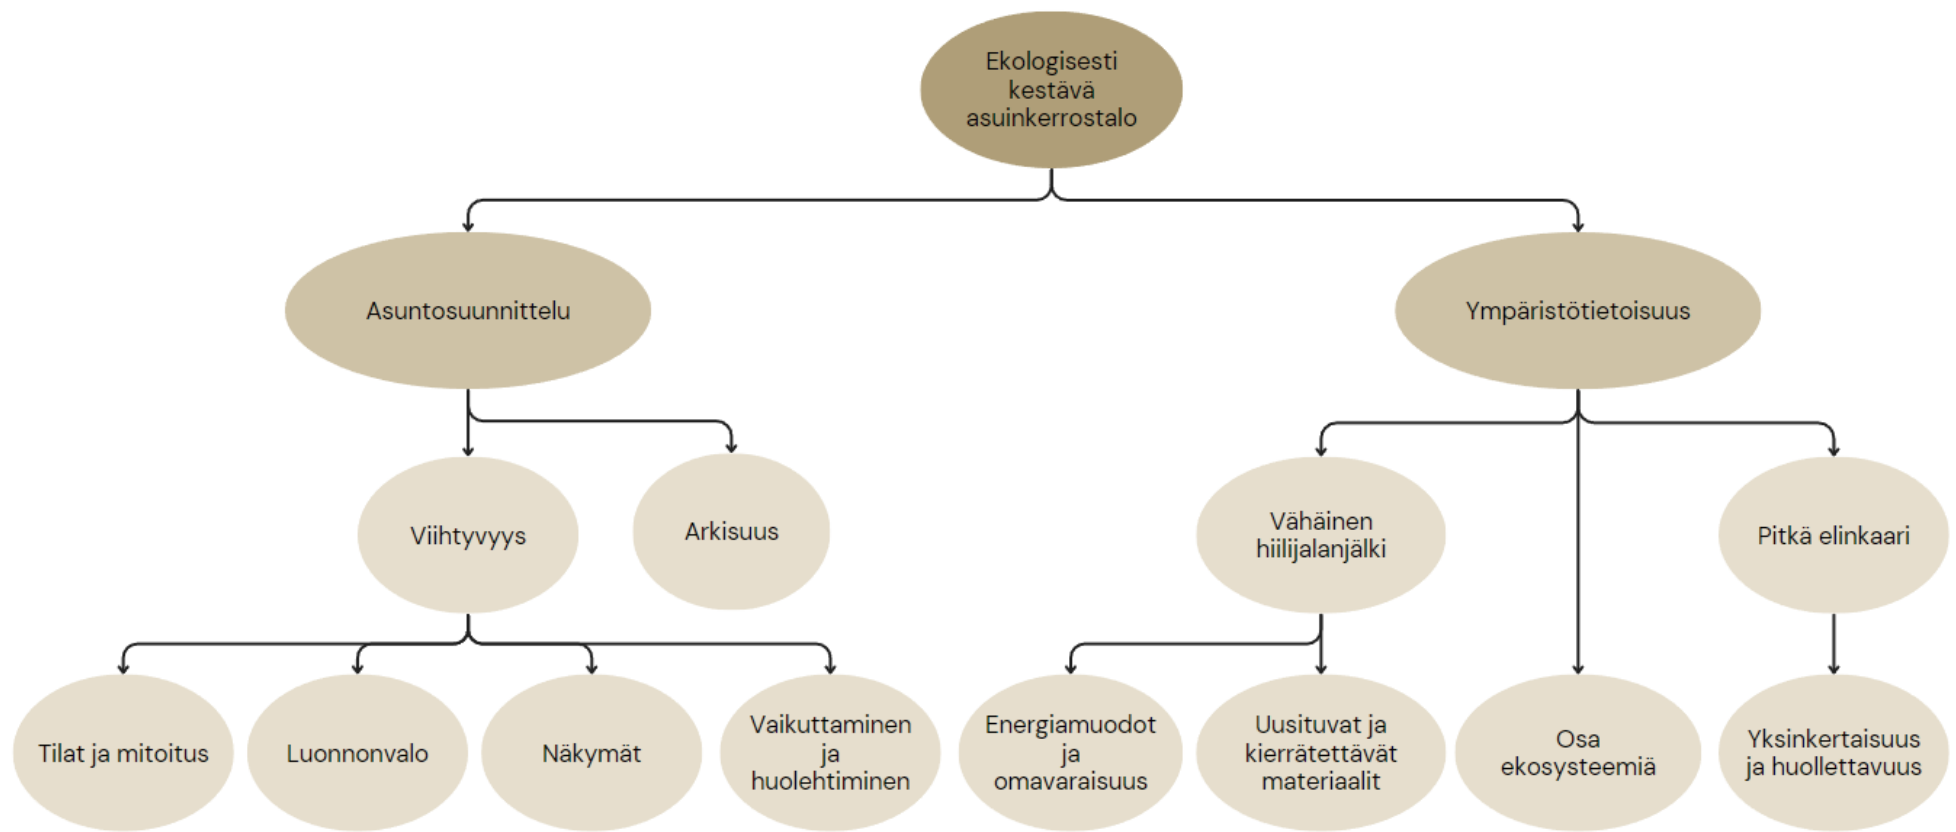 Ekologisesti
kestävä
asuinkerrostalo
Asuntosuunnittelu
Ympäristötietoisuus
Viihtyvyys
Arkisuus
Vähäinen
hiilijalanjälki
Pitkä elinkaari
Tilat ja mitoitus
Luonnonvalo
Näkymät
Vaikuttaminen
ja
huolehtiminen
Energiamuodot
ja
omavaraisuus
Uusituvat ja
kierrätettävät
materiaalit
Osa
ekosysteemiä
Yksinkertaisuus
ja huollettavuus